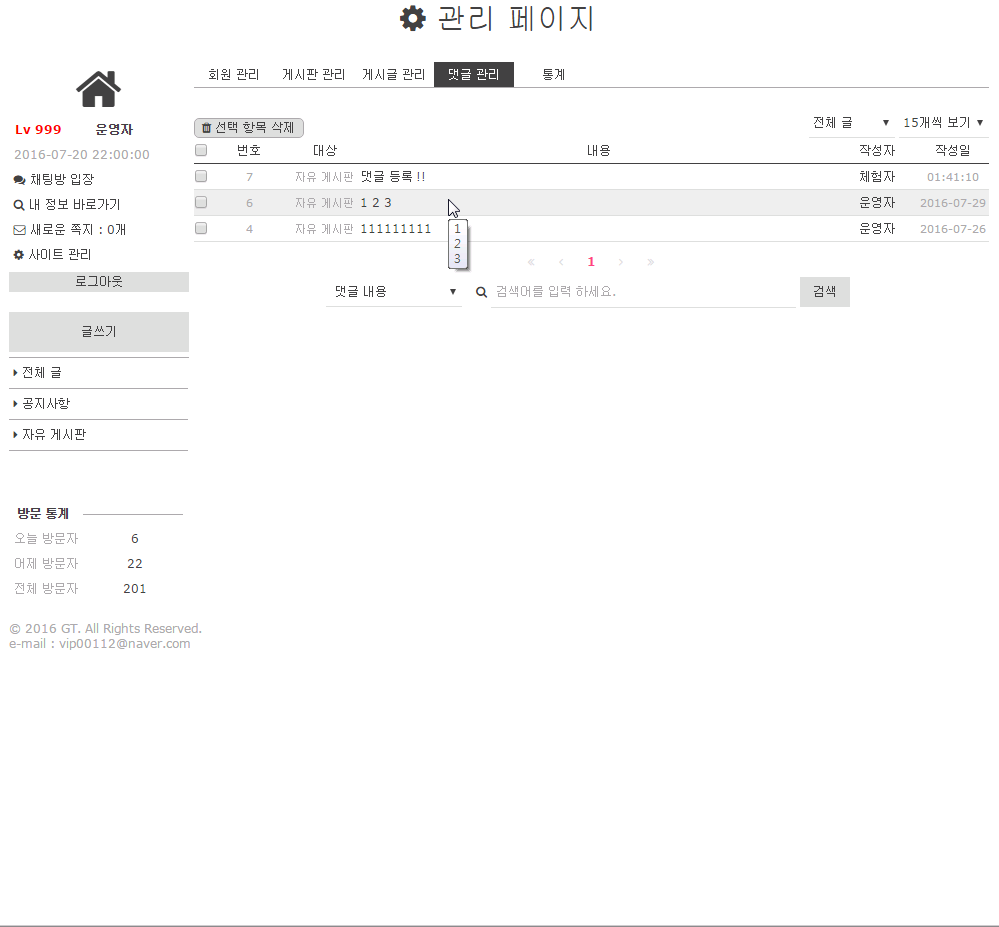 관리 페이지
회원 관리 게시판 관리 게시글 관리 댓글 관리 통계
Lv 999 운영자
2016-07-20 22:00:00
채팅방 입장
내 정보 바로가기
새로운 쪽지 : 0개
사이트 관리
로그아웃
글쓰기
전체 글
공지사항
자유 게시판
방문 통계
오늘 방문자 6
어제 방문자 22
전체 방문자 201
© 2016 GT. All Rights Reserved.
e-mail : vip00112@naver.com
선택 항목 삭제 전체 글 ▼ 15개씩 보기 ▼
번호 대상 내용 작성자 작성일
7 자유 게시판 댓글 등록 !! 체험자 01:41:10
6 자유 게시판 1 2 3 운영자 2016-07-29
4 자유 게시판 111111111 운영자 2016-07-26
1
2
3
« ‹ 1 › »
댓글 내용 ▼ 검색어를 입력 하세요. 검색